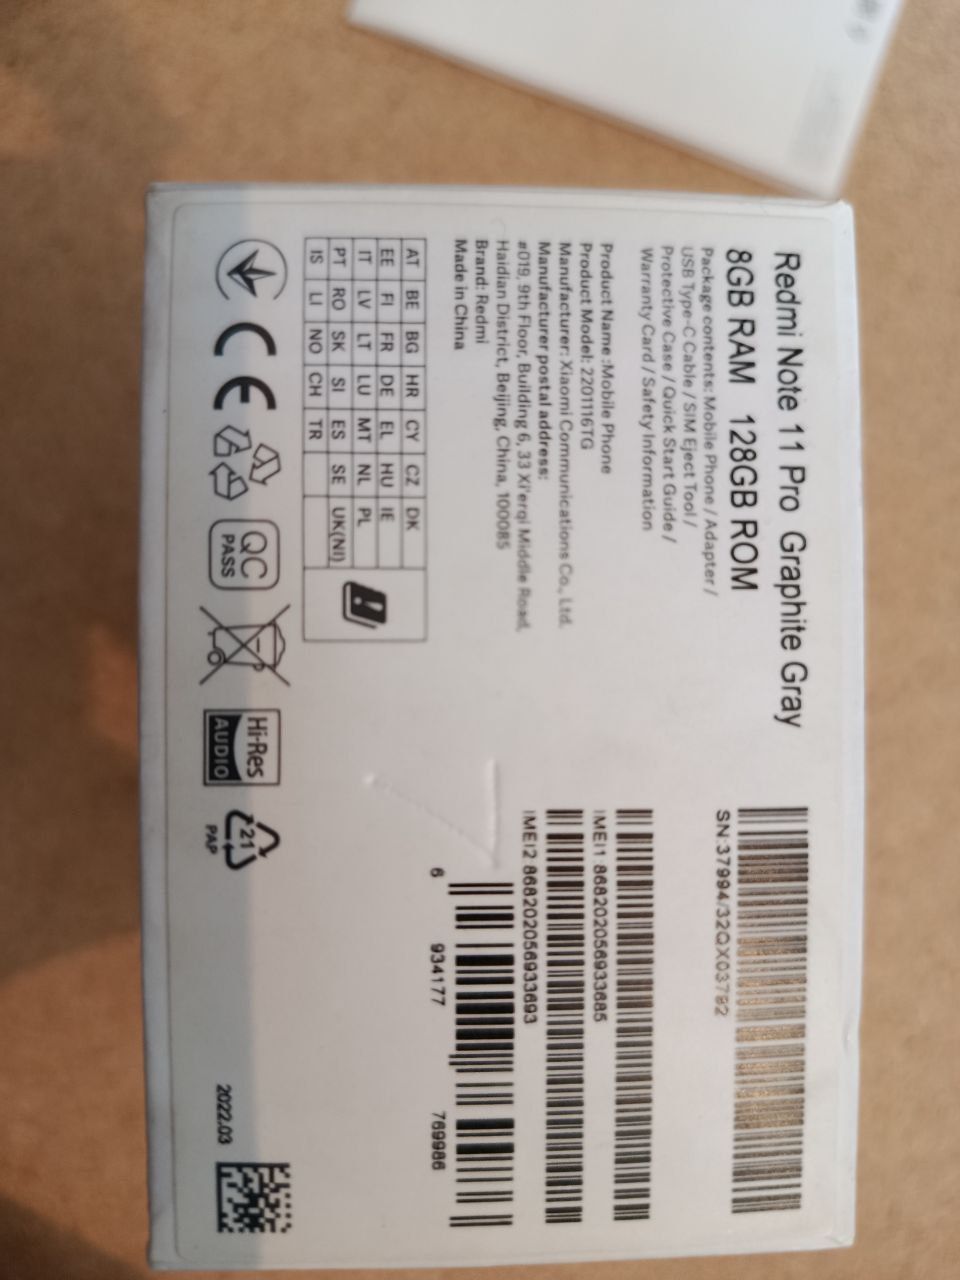 Redmi Note 11 Pro Graphite Gray
8GB RAM 128GB ROM
Package contents: Mobile Phone / Adapter /
USB Type-C Cable / SIM Eject Tool /
Protective Case / Quick Start Guide /
Warranty Card / Safety Information
Product Name :Mobile Phone
Product Model: 2201116TG
Manufacturer: Xiaomi Communications Co., Ltd.
Manufacturer postal address:
#019, 9th Floor, Building 6, 33 Xi'erqi Middle Road,
Haidian District, Beijing, China, 100085
Brand: Redmi
Made in China
AT BE BG HR CY CZ DK
EE FI FR DE EL HU IE
IT LV LT LU MT NL PL
PT RO SK SI ES SE UK(NI)
IS LI NO CH TR
CE
QC
PASS
Hi-Res
AUDIO
21
PAP
SN:37994/32QX03792
IMEI1 868202056933685
IMEI2 868202056933693
6 934177 769986
2022.03